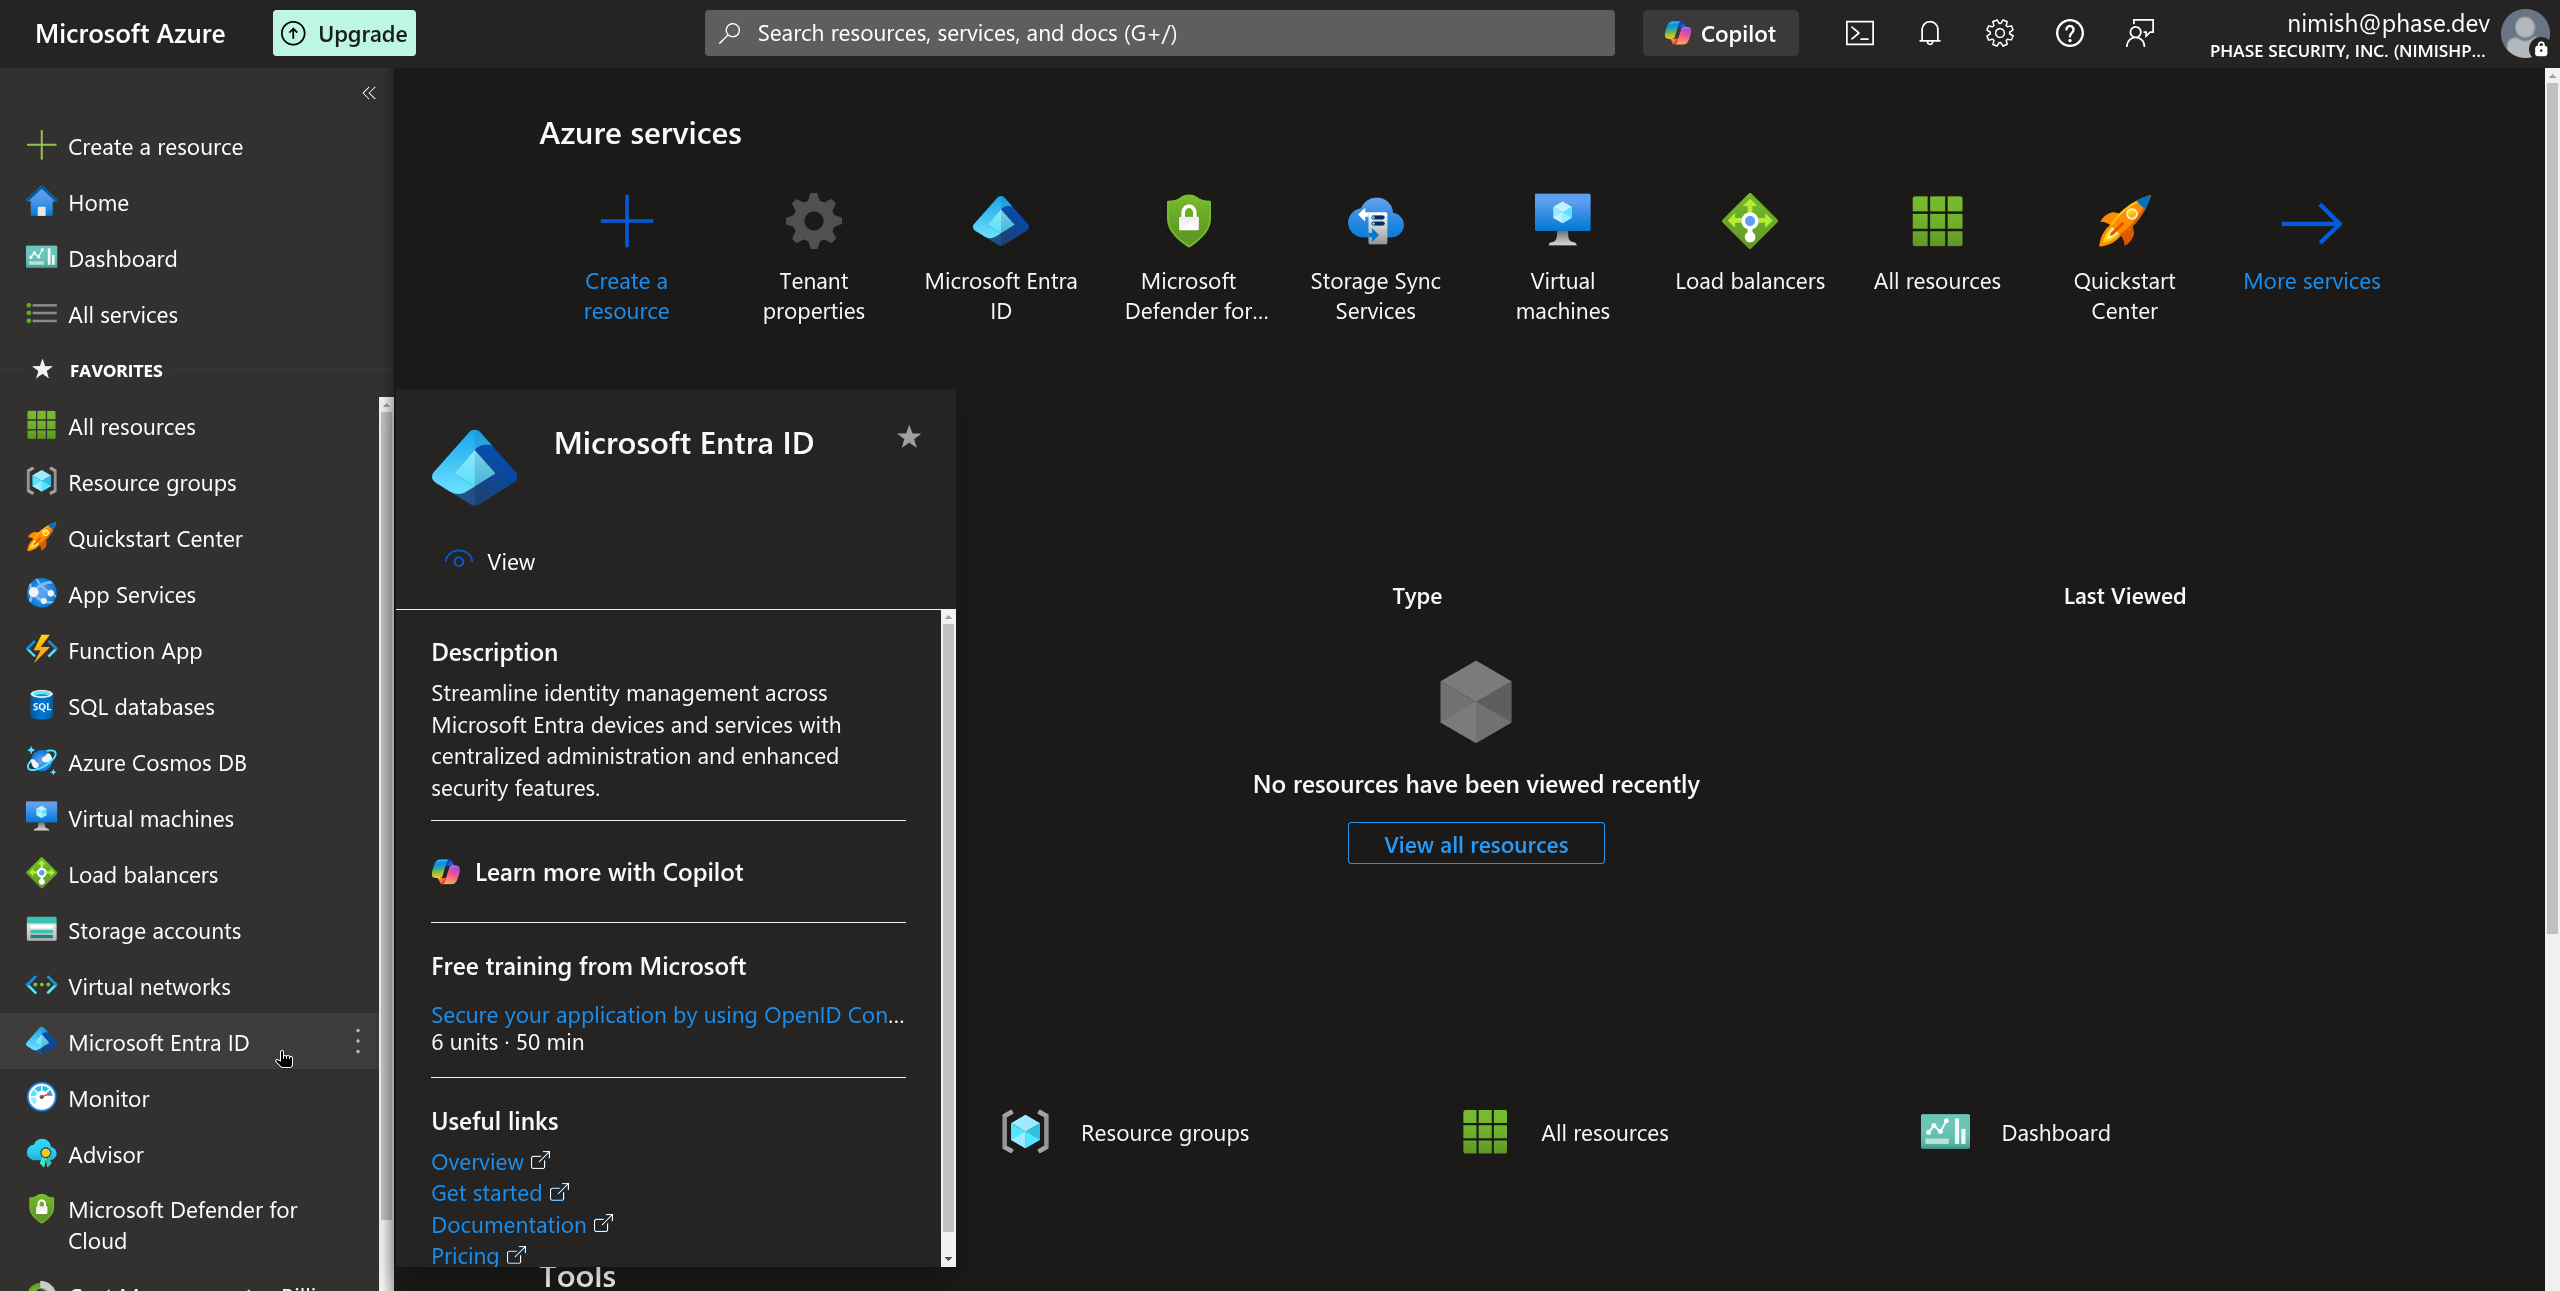 Microsoft Azure
Upgrade
Search resources, services, and docs (G+/)
Copilot
nimish@phase.dev
PHASE SECURITY, INC. (NIMISHP...
Create a resource
Home
Dashboard
All services
FAVORITES
All resources
Resource groups
Quickstart Center
App Services
Function App
SQL databases
Azure Cosmos DB
Virtual machines
Load balancers
Storage accounts
Virtual networks
Microsoft Entra ID
Monitor
Advisor
Microsoft Defender for
Cloud
Azure services
Create a
resource
Tenant
properties
Microsoft Entra
ID
Microsoft
Defender for...
Storage Sync
Services
Virtual
machines
Load balancers
All resources
Quickstart
Center
More services
Microsoft Entra ID
View
Description
Streamline identity management across
Microsoft Entra devices and services with
centralized administration and enhanced
security features.
Learn more with Copilot
Free training from Microsoft
Secure your application by using OpenID Con...
6 units · 50 min
Useful links
Overview
Get started
Documentation
Pricing
Type
Last Viewed
No resources have been viewed recently
View all resources
Resource groups
All resources
Dashboard
Tools